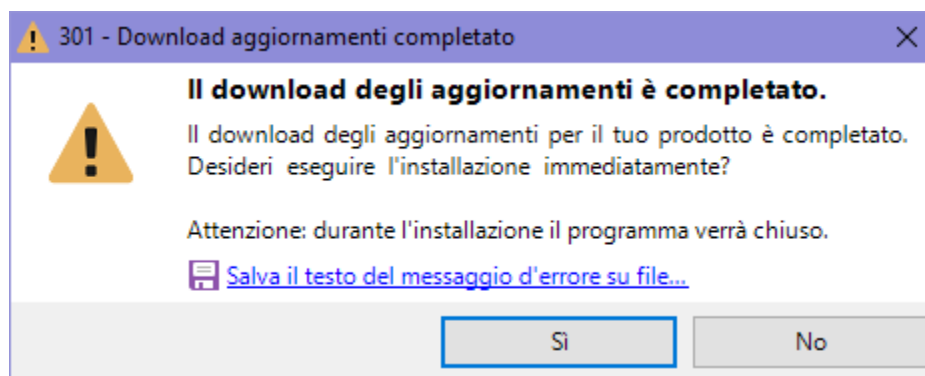 301 - Download aggiornamenti completato
Il download degli aggiornamenti è completato.
Il download degli aggiornamenti per il tuo prodotto è completato.
Desideri eseguire l'installazione immediatamente?
Attenzione: durante l'installazione il programma verrà chiuso.
Salva il testo del messaggio d'errore su file...
Sì
No